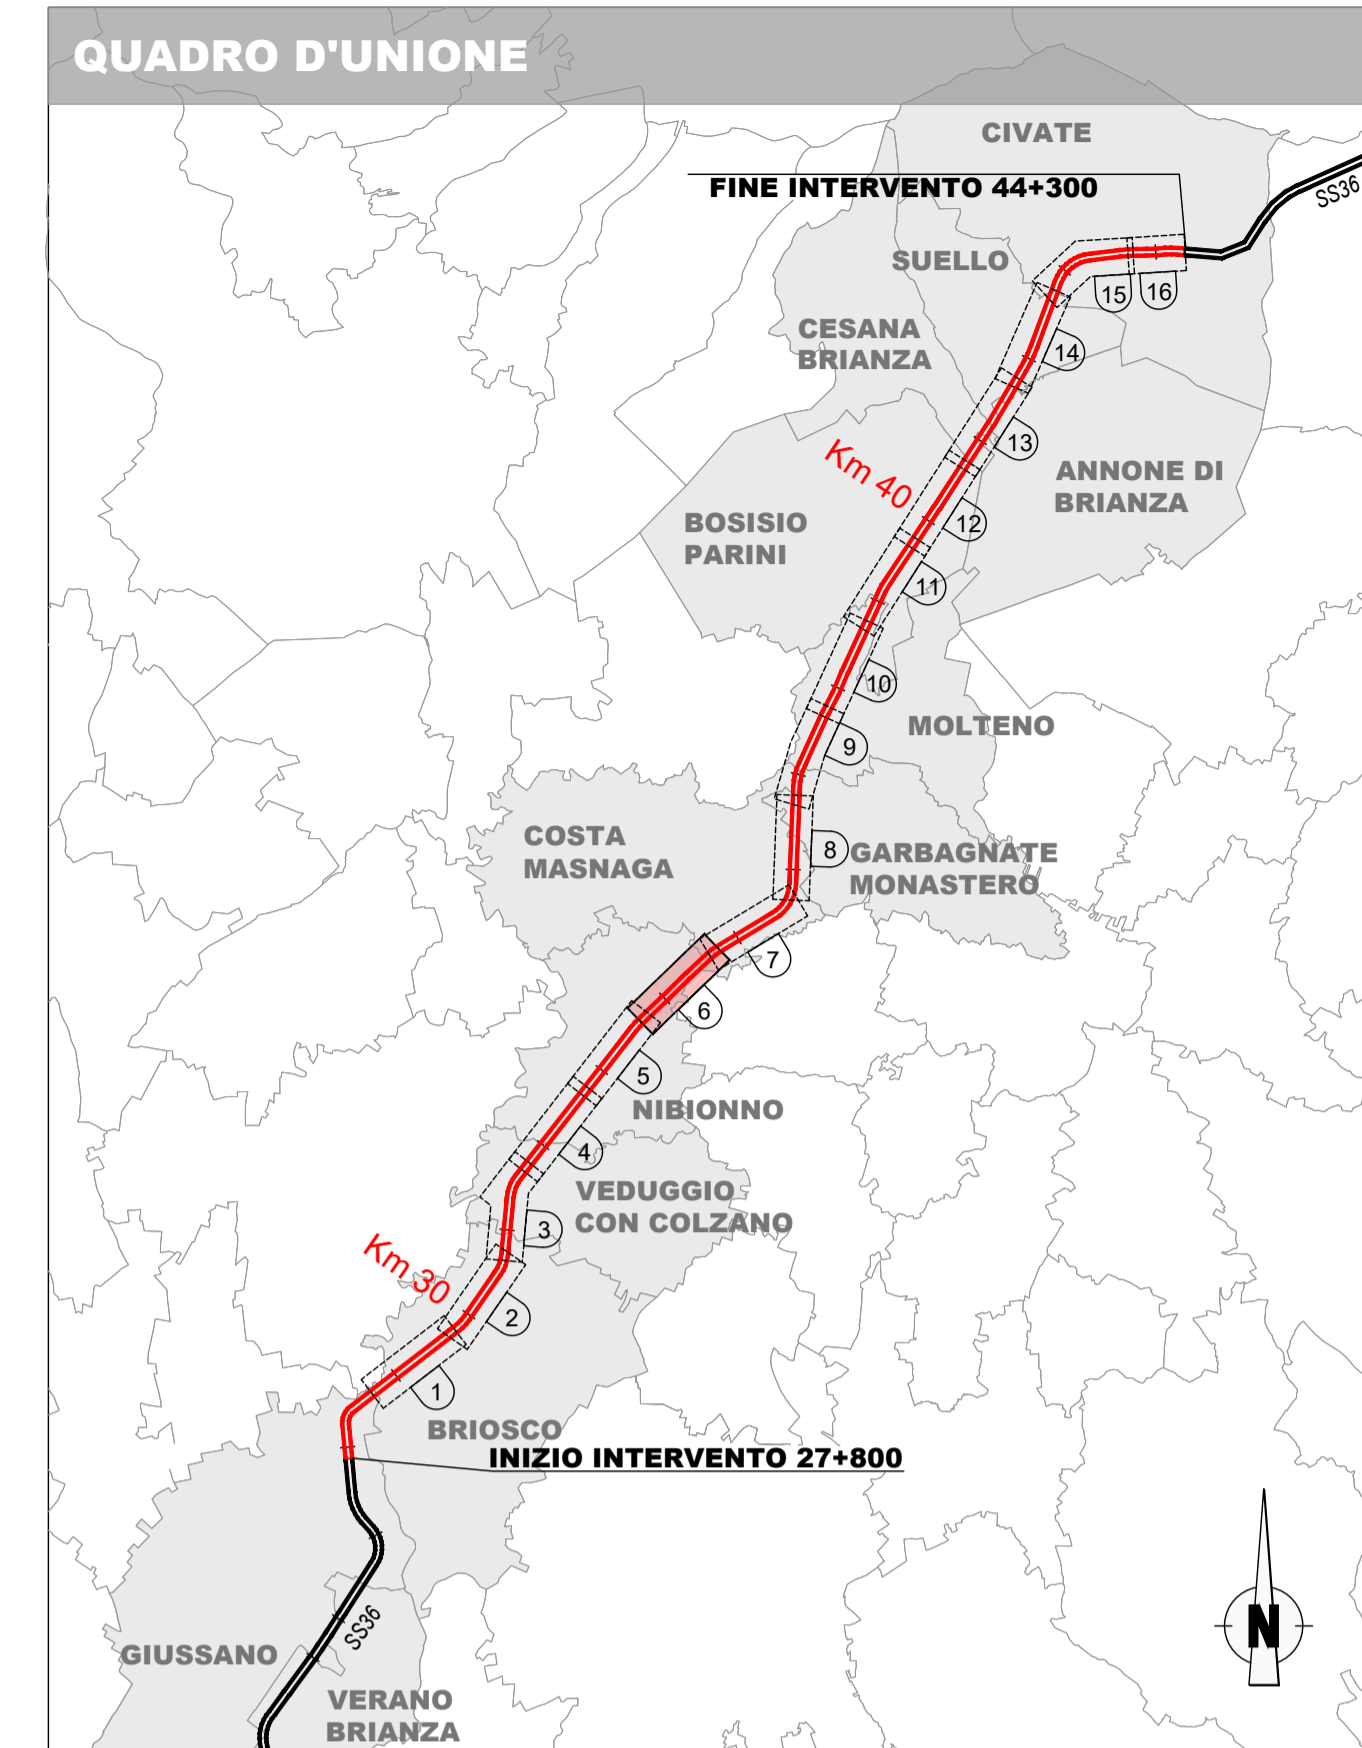 QUADRO D'UNIONE
CIVATE
FINE INTERVENTO 44+300
SS36
SUELLO
15
16
CESANA
BRIANZA
14
13
Km 40
ANNONE DI
BRIANZA
BOSISIO
PARINI
12
11
10
MOLTENO
9
COSTA
MASNAGA
8
GARBAGNATE
MONASTERO
7
6
5
NIBIONNO
4
VEDUGGIO
CON COLZANO
3
Km 30
2
1
BRIOSCO
INIZIO INTERVENTO 27+800
SS36
N
GIUSSANO
VERANO
BRIANZA